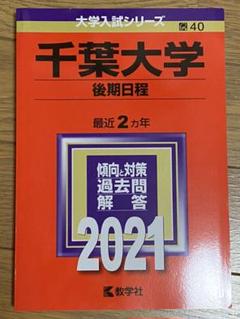 大学入試シリーズ
40
千葉大学
後期日程
最近2ヵ年
傾向と対策
過去問
解答
2021
教学社